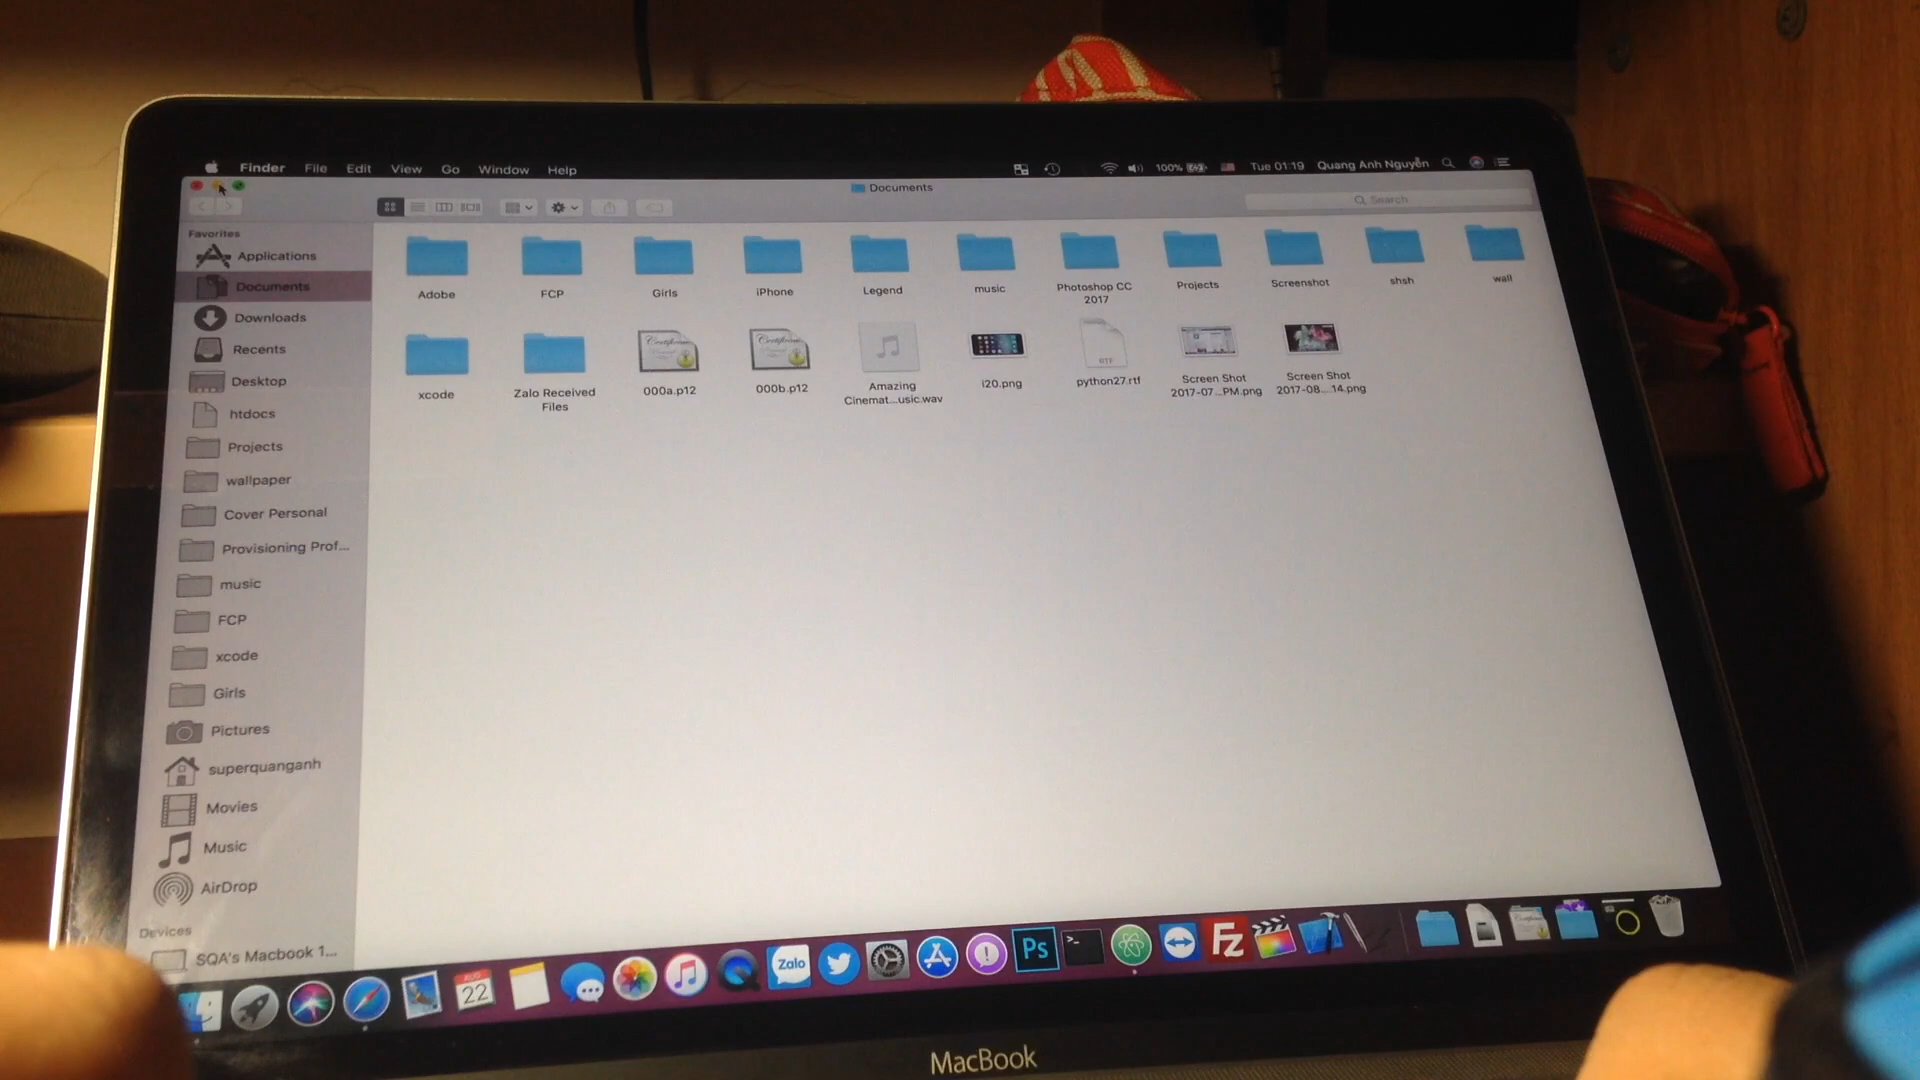 Finder File Edit View Go Window Help 100% Tue 01:19 Quang Anh Nguyễn
Documents
Search
Favorites
Applications
Documents
Downloads
Recents
Desktop
htdocs
Projects
wallpaper
Cover Personal
Provisioning Prof...
music
FCP
xcode
Girls
Pictures
superquanganh
Movies
Music
AirDrop
Devices
SQA's Macbook 1...
Adobe
FCP
Girls
iPhone
Legend
music
Photoshop CC
2017
Projects
Screenshot
shsh
wall
xcode
Zalo Received
Files
000a.p12
000b.p12
Amazing
Cinemat...usic.wav
i20.png
RTF
python27.rtf
Screen Shot
2017-07...PM.png
Screen Shot
2017-08....14.png
AUG
22
Zalo
Ps
Fz
MacBook